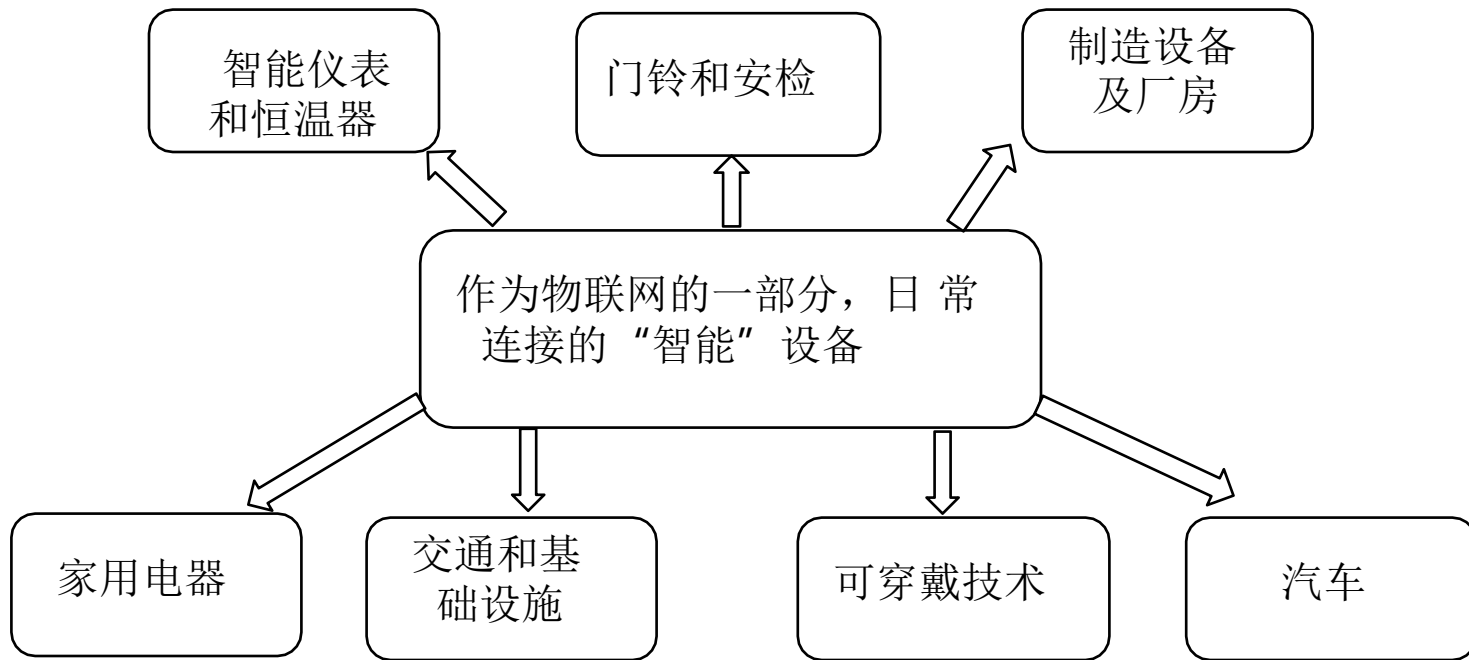 智能仪表
和恒温器
门铃和安检
制造设备
及厂房
作为物联网的一部分，日 常
连接的 "智能" 设备
家用电器
交通和基
础设施
可穿戴技术
汽车